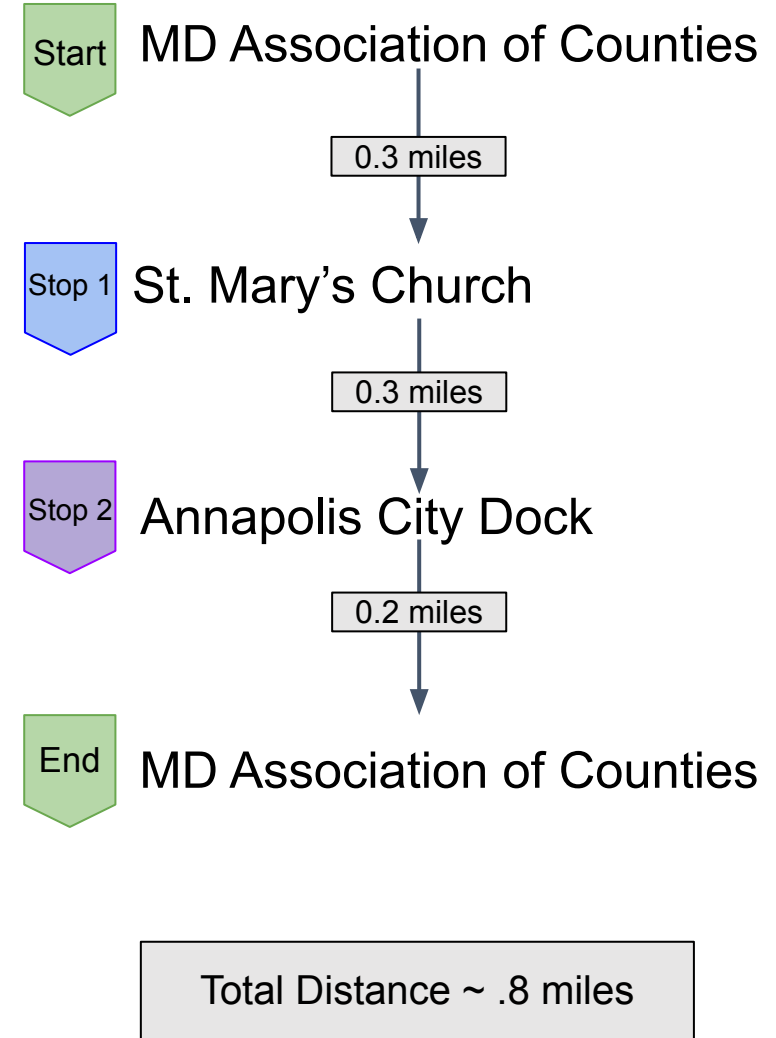 Start
MD Association of Counties
0.3 miles
Stop 1
St. Mary’s Church
0.3 miles
Stop 2
Annapolis City Dock
0.2 miles
End
MD Association of Counties
Total Distance ~ .8 miles